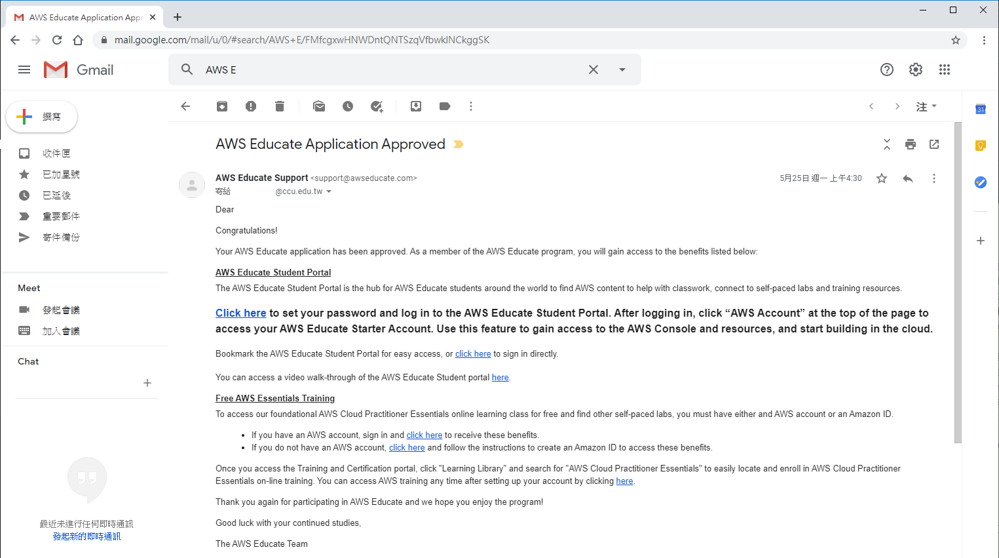 AWS Educate Application Appr
mail.google.com/mail/u/0/#search/AWS+E/FMfcgxwHNWDntQNTSzqVfbwklNCkggSK
Gmail
AWS E
撰寫
收件匣
已加星號
已延後
重要郵件
寄件備份
Meet
發起會議
加入會議
Chat
最近未進行任何即時通訊
發起新的即時通訊
注
31
AWS Educate Application Approved
AWS Educate Support <support@awseducate.com>
5月25日 週一 上午4:30
寄給 @ccu.edu.tw
Dear
Congratulations!
Your AWS Educate application has been approved. As a member of the AWS Educate program, you will gain access to the benefits listed below:
AWS Educate Student Portal
The AWS Educate Student Portal is the hub for AWS Educate students around the world to find AWS content to help with classwork, connect to self-paced labs and training resources.
Click here to set your password and log in to the AWS Educate Student Portal. After logging in, click “AWS Account” at the top of the page to
access your AWS Educate Starter Account. Use this feature to gain access to the AWS Console and resources, and start building in the cloud.
Bookmark the AWS Educate Student Portal for easy access, or click here to sign in directly.
You can access a video walk-through of the AWS Educate Student portal here.
Free AWS Essentials Training
To access our foundational AWS Cloud Practitioner Essentials online learning class for free and find other self-paced labs, you must have either and AWS account or an Amazon ID.
• If you have an AWS account, sign in and click here to receive these benefits.
• If you do not have an AWS account, click here and follow the instructions to create an Amazon ID to access these benefits.
Once you access the Training and Certification portal, click "Learning Library" and search for "AWS Cloud Practitioner Essentials" to easily locate and enroll in AWS Cloud Practitioner
Essentials on-line training. You can access AWS training any time after setting up your account by clicking here.
Thank you again for participating in AWS Educate and we hope you enjoy the program!
Good luck with your continued studies,
The AWS Educate Team